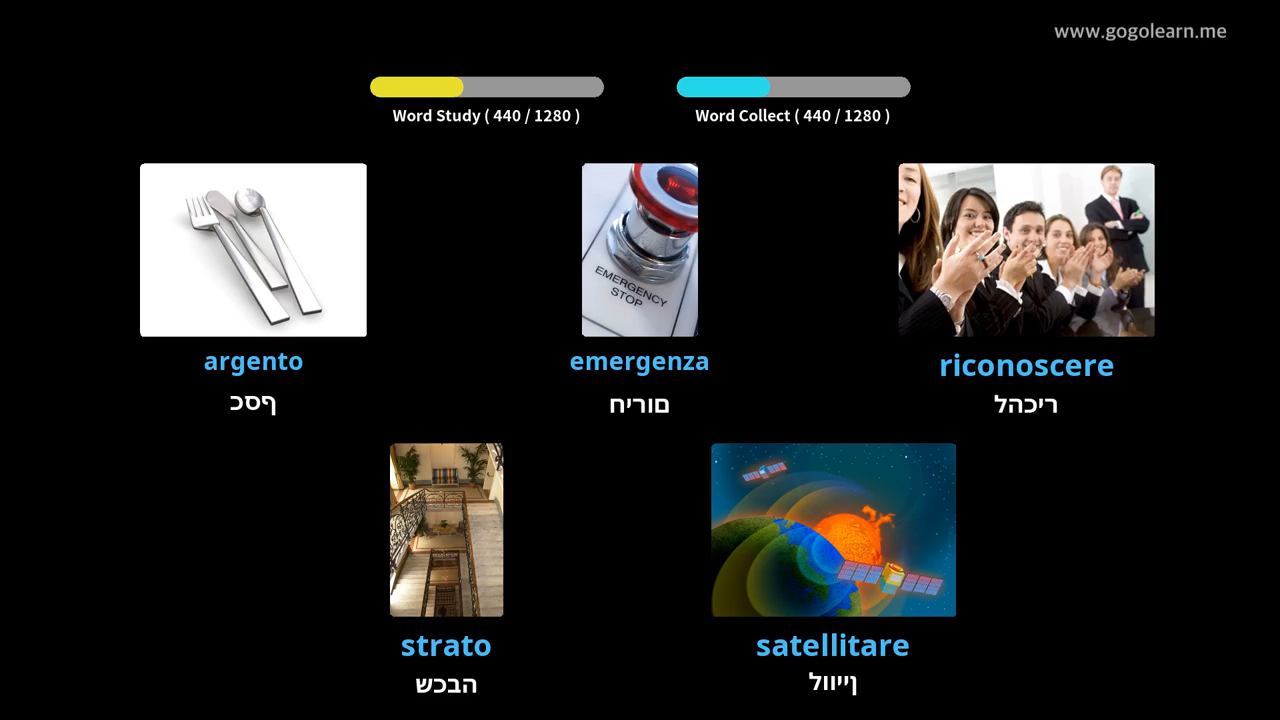 www.gogolearn.me
Word Study ( 440 / 1280 )
Word Collect ( 440 / 1280 )
EMERGENCY
STOP
argento
ףסכ
emergenza
םוריח
riconoscere
ריכהל
strato
הבכש
satellitare
ןייוול